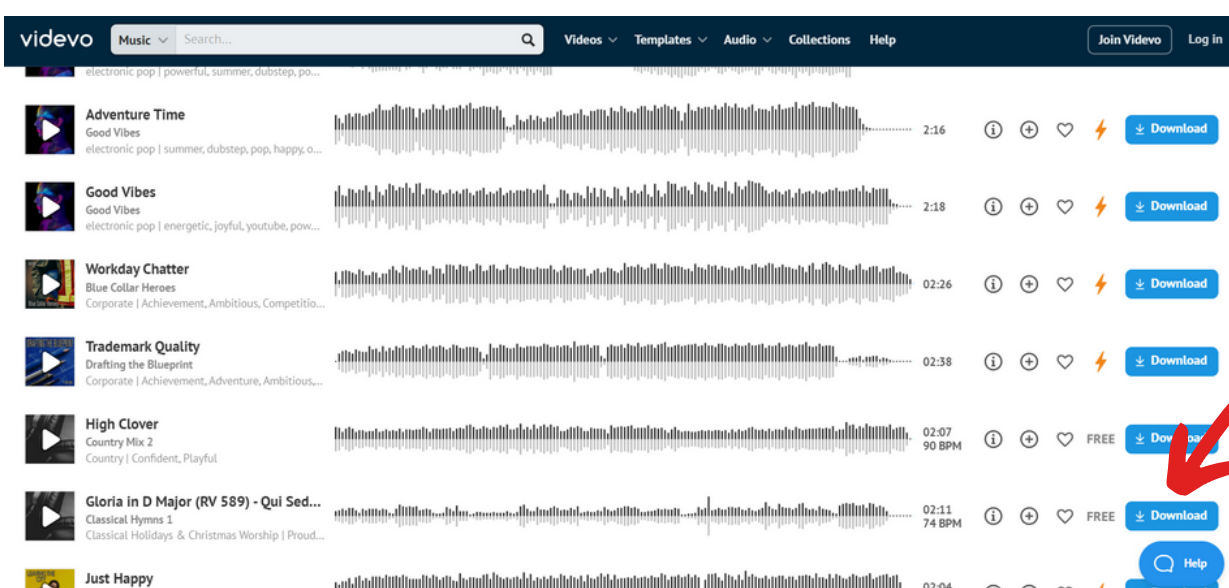 videvo Music Search... Videos Templates Audio Collections Help Join Videvo Log in
electronic pop | powerful, summer, dubstep, po...
Adventure Time
Good Vibes
electronic pop | summer, dubstep, pop, happy, o...
2:16 Download
Good Vibes
Good Vibes
electronic pop | energetic, joyful, youtube, pow...
2:18 Download
Workday Chatter
Blue Collar Heroes
Corporate | Achievement, Ambitious, Competitio...
02:26 Download
Trademark Quality
Drafting the Blueprint
Corporate | Achievement, Adventure, Ambitious,...
02:38 Download
High Clover
Country Mix 2
Country | Confident, Playful
02:07
90 BPM
FREE Download
Gloria in D Major (RV 589) - Qui Sed...
Classical Hymns 1
Classical Holidays & Christmas Worship | Proud...
02:11
74 BPM
FREE Download
Just Happy
02:04
Help